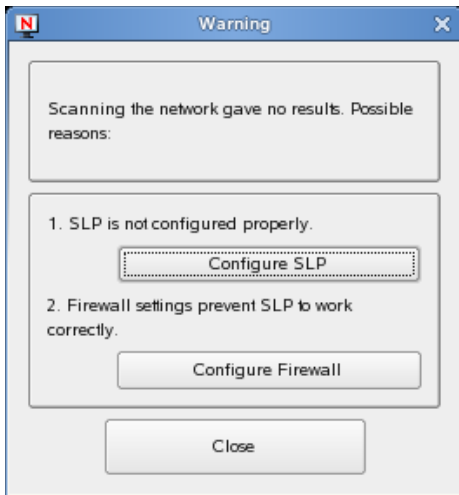 N
Warning
Scanning the network gave no results. Possible
reasons:
1. SLP is not configured properly.
Configure SLP
2. Firewall settings prevent SLP to work
correctly.
Configure Firewall
Close